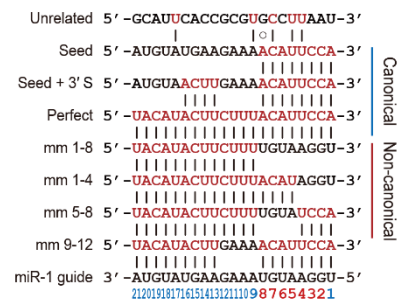 Unrelated 5'-GCAUUCACCGCGUGCCUUAAU-3'
Seed 5'-AUGUAUGAAGAAAACAUUCCA-3'
Seed + 3' S 5'-AUGUAACUUGAAAACAUUCCA-3'
Perfect 5'-UACAUACUUCUUUACAUUCCA-3'
mm 1-8 5'-UACAUACUUCUUUUGUAAGGU-3'
mm 1-4 5'-UACAUACUUCUUUACAUAGGU-3'
mm 5-8 5'-UACAUACUUCUUUUGUAUCCA-3'
mm 9-12 5'-UACAUACUUGAAAACAUUCCA-3'
miR-1 guide 3'-AUGUAUGAAGAAAUGUAAGGU-5'
212019181716151413121110987654321
Canonical
Non-canonical